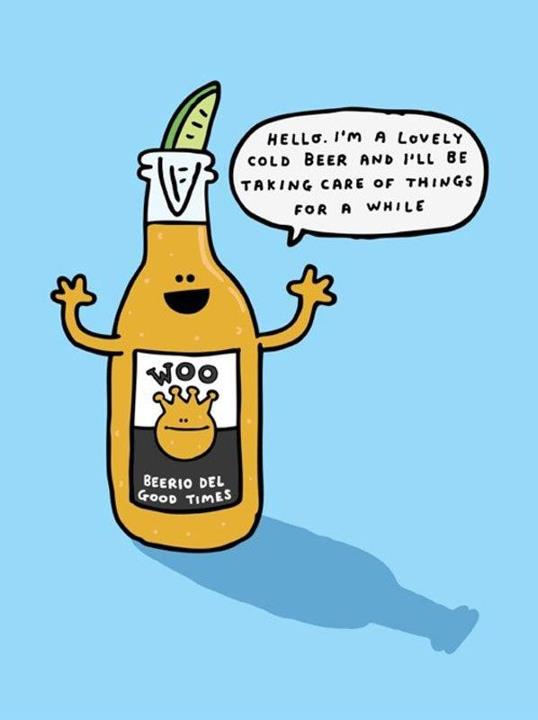 HELLO. I'M A LOVELY
COLD BEER AND I'LL BE
TAKING CARE OF THINGS
FOR A WHILE
WOO
BEERIO DEL
GOOD TIMES